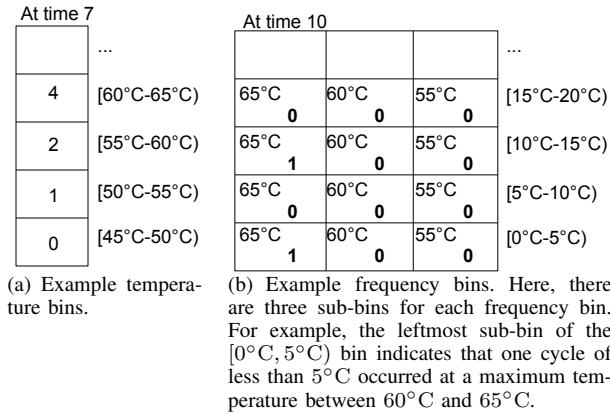 At time 7
...
4 [60°C-65°C)
2 [55°C-60°C)
1 [50°C-55°C)
0 [45°C-50°C)
(a) Example tempera-
ture bins.
At time 10
...
65°C 60°C 55°C
0 0 0 [15°C-20°C)
65°C 60°C 55°C
1 0 0 [10°C-15°C)
65°C 60°C 55°C
0 0 0 [5°C-10°C)
65°C 60°C 55°C
1 0 0 [0°C-5°C)
(b) Example frequency bins. Here, there
are three sub-bins for each frequency bin.
For example, the leftmost sub-bin of the
[0°C, 5°C) bin indicates that one cycle of
less than 5°C occurred at a maximum tem-
perature between 60°C and 65°C.